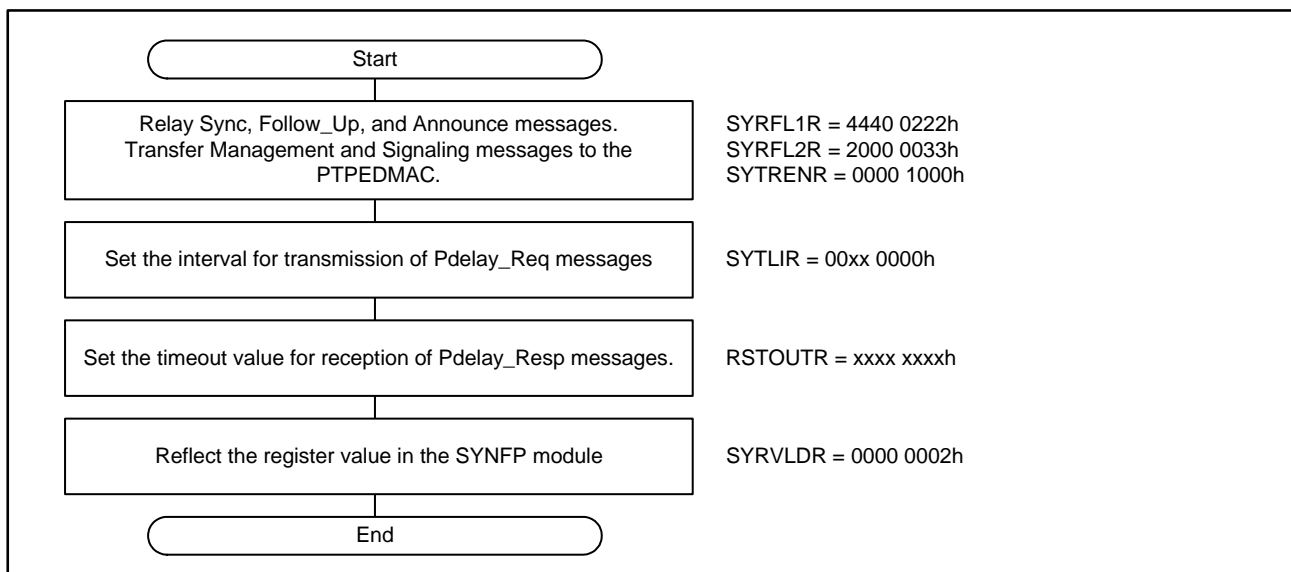 Start
Relay Sync, Follow_Up, and Announce messages.
Transfer Management and Signaling messages to the
PTPEDMAC.
SYRFL1R = 4440 0222h
SYRFL2R = 2000 0033h
SYTRENR = 0000 1000h
Set the interval for transmission of Pdelay_Req messages
SYTLIR = 00xx 0000h
Set the timeout value for reception of Pdelay_Resp messages.
RSTOUTR = xxxx xxxxh
Reflect the register value in the SYNFP module
SYRVLDR = 0000 0002h
End